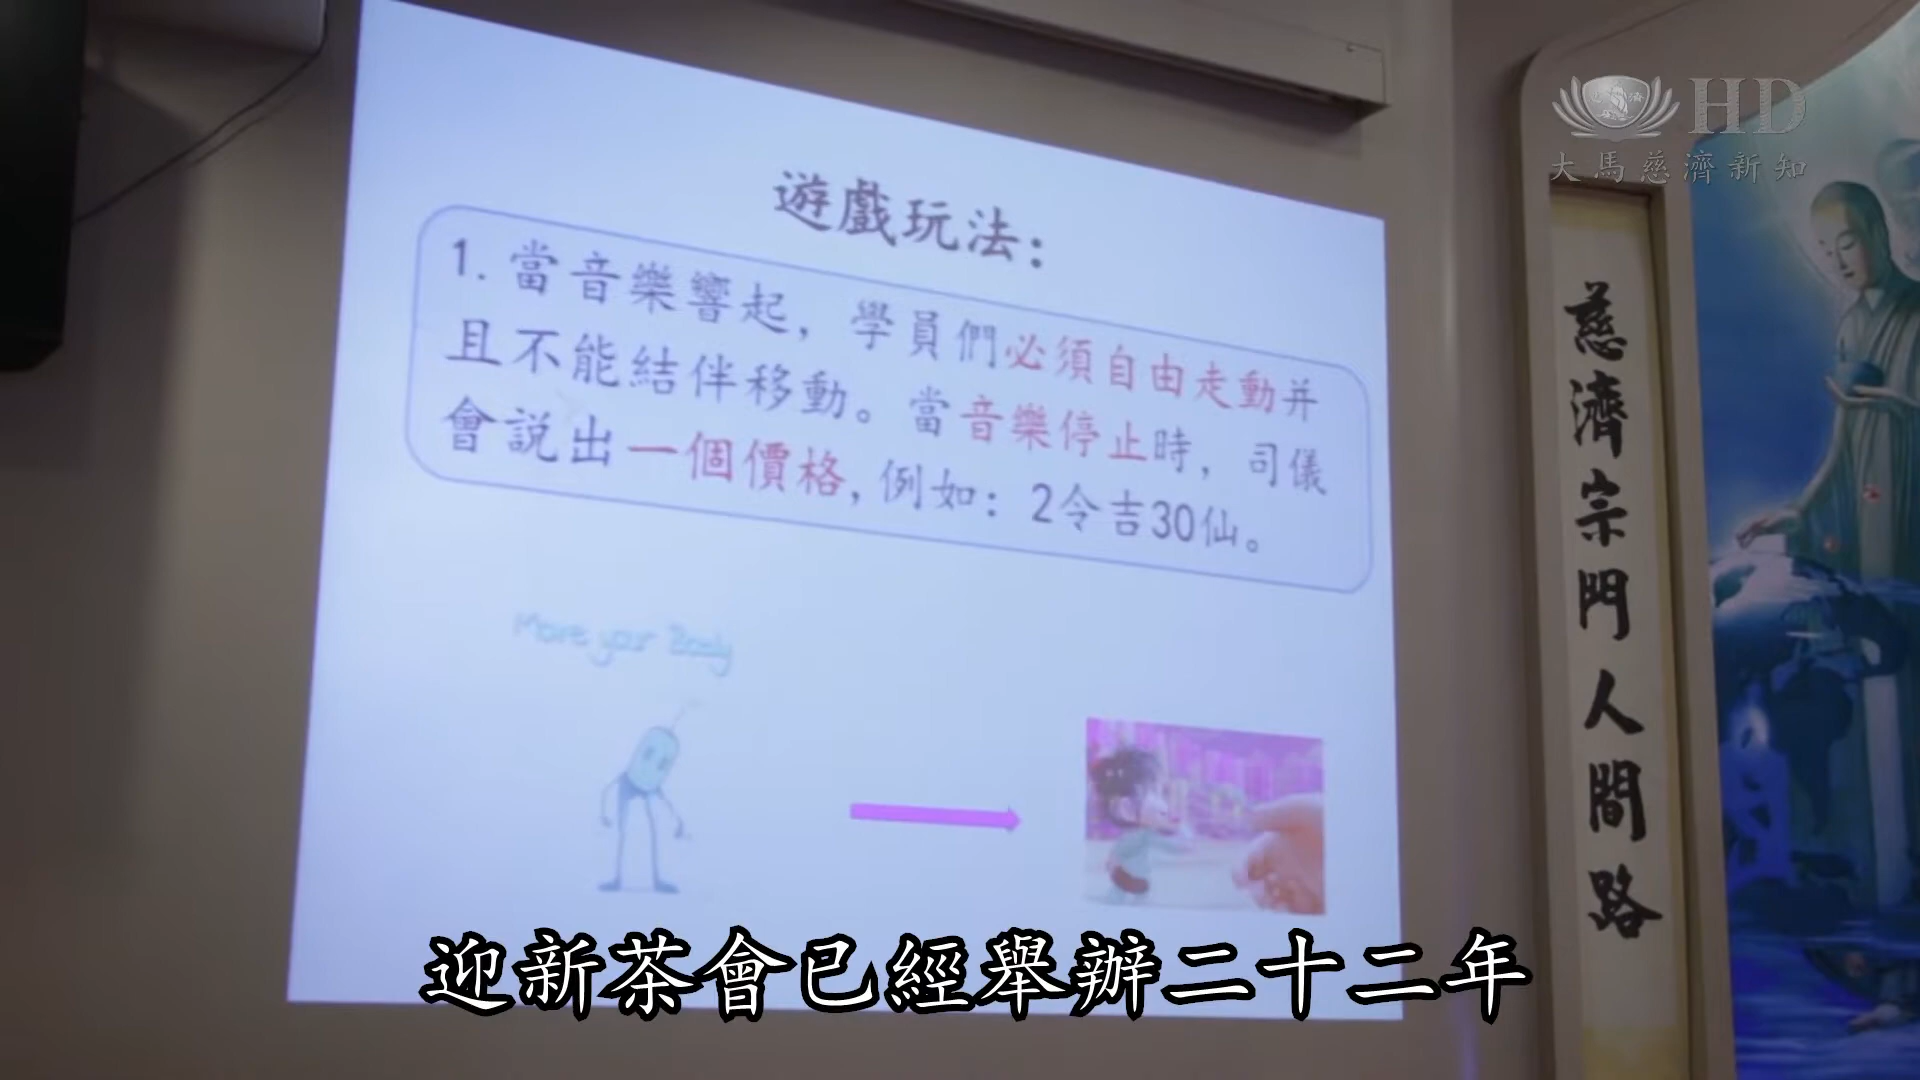 HD
大馬慈濟新知
遊戲玩法：
1. 當音樂響起，學員們必須自由走動并
且不能結伴移動。當音樂停止時，司儀
會説出一個價格，例如：2令吉30仙。
Move your Body
慈濟宗門人間路
迎新茶會已經舉辦二十二年